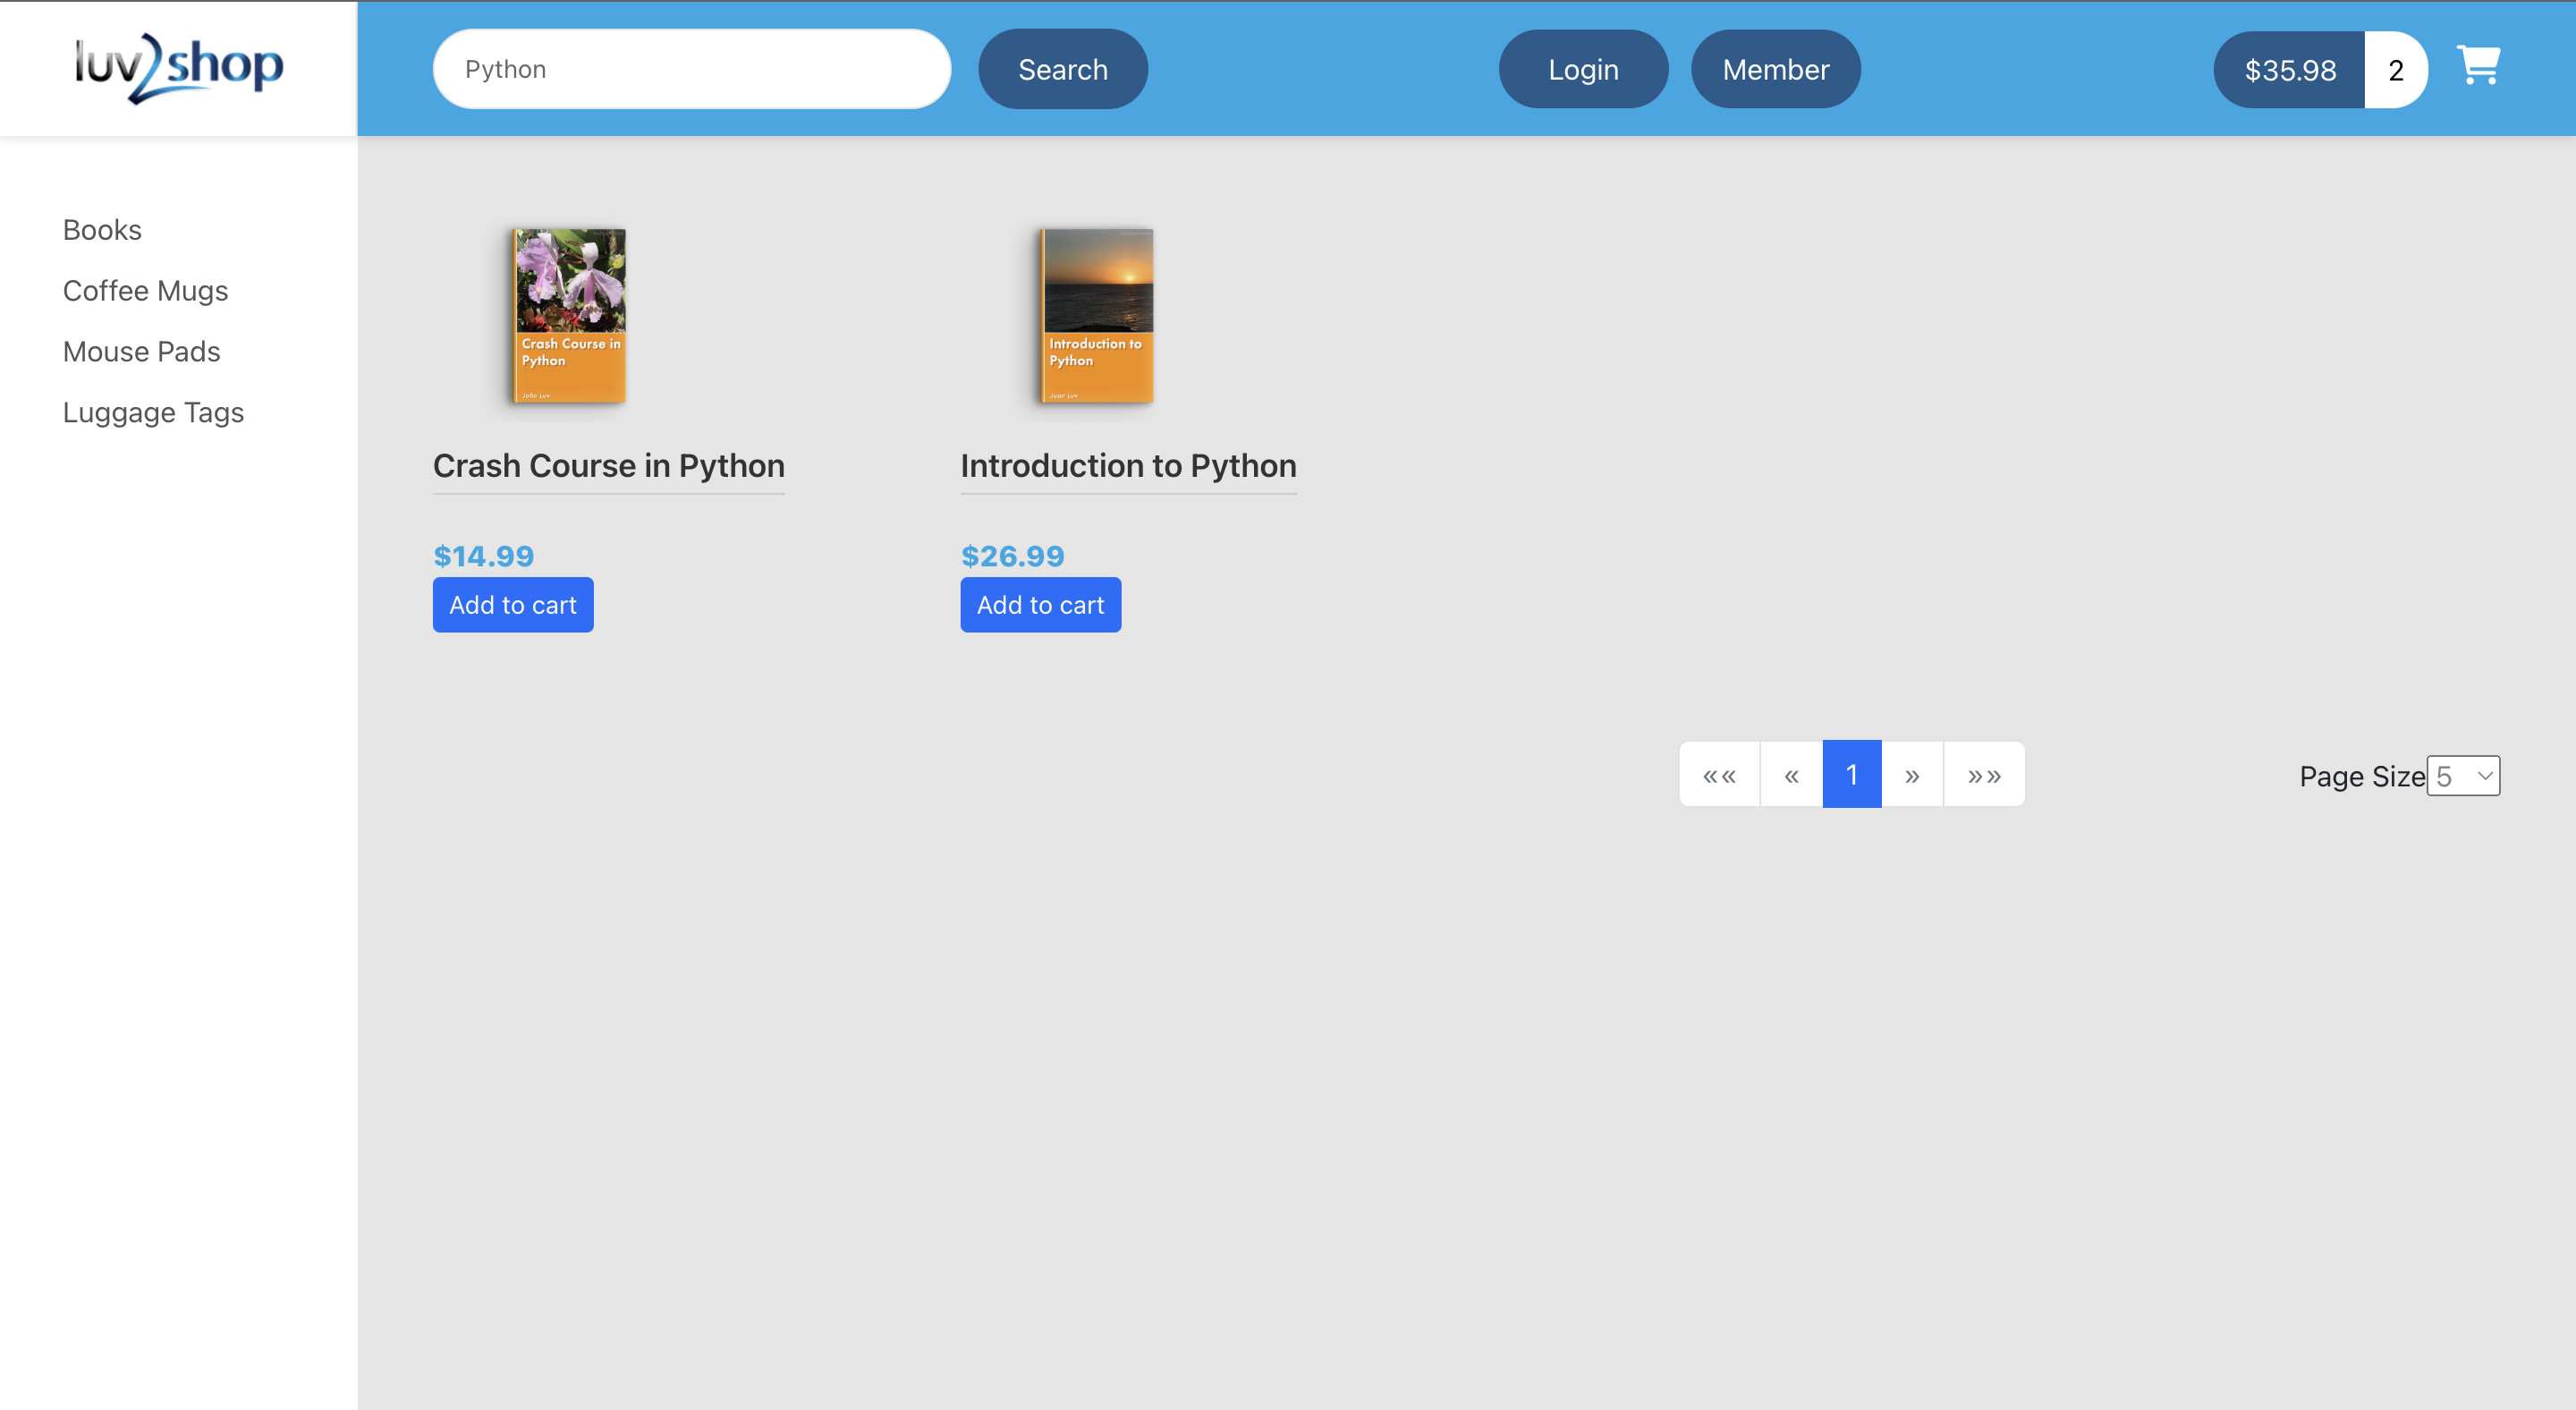 luv2shop
Python
Search
Login
Member
$35.98
2
Books
Coffee Mugs
Mouse Pads
Luggage Tags
Crash Course in
Python
John Luv
Introduction to
Python
Juan Luv
Crash Course in Python
Introduction to Python
$14.99
$26.99
Add to cart
Add to cart
««
«
1
»
»»
Page Size
5